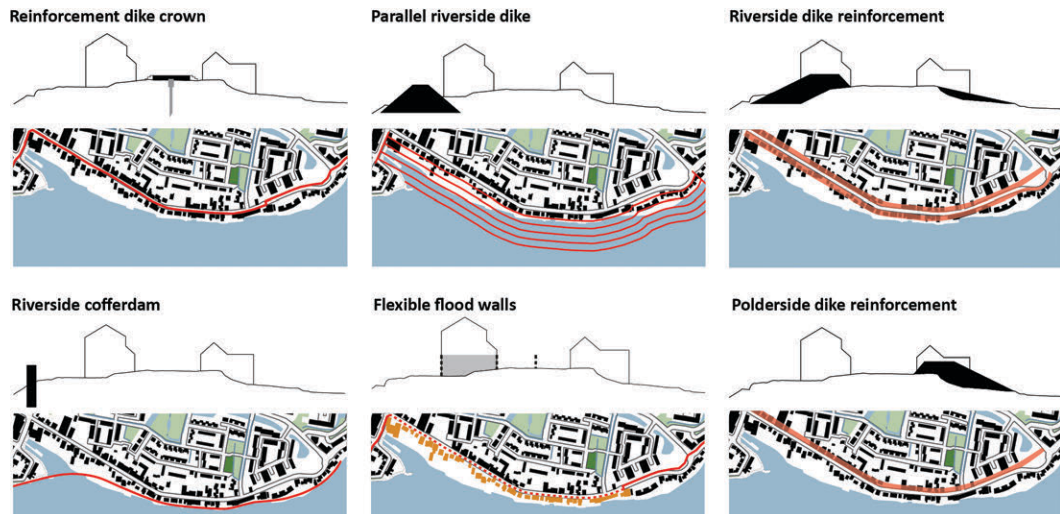 Reinforcement dike crown
Parallel riverside dike
Riverside dike reinforcement
Riverside cofferdam
Flexible flood walls
Polderside dike reinforcement